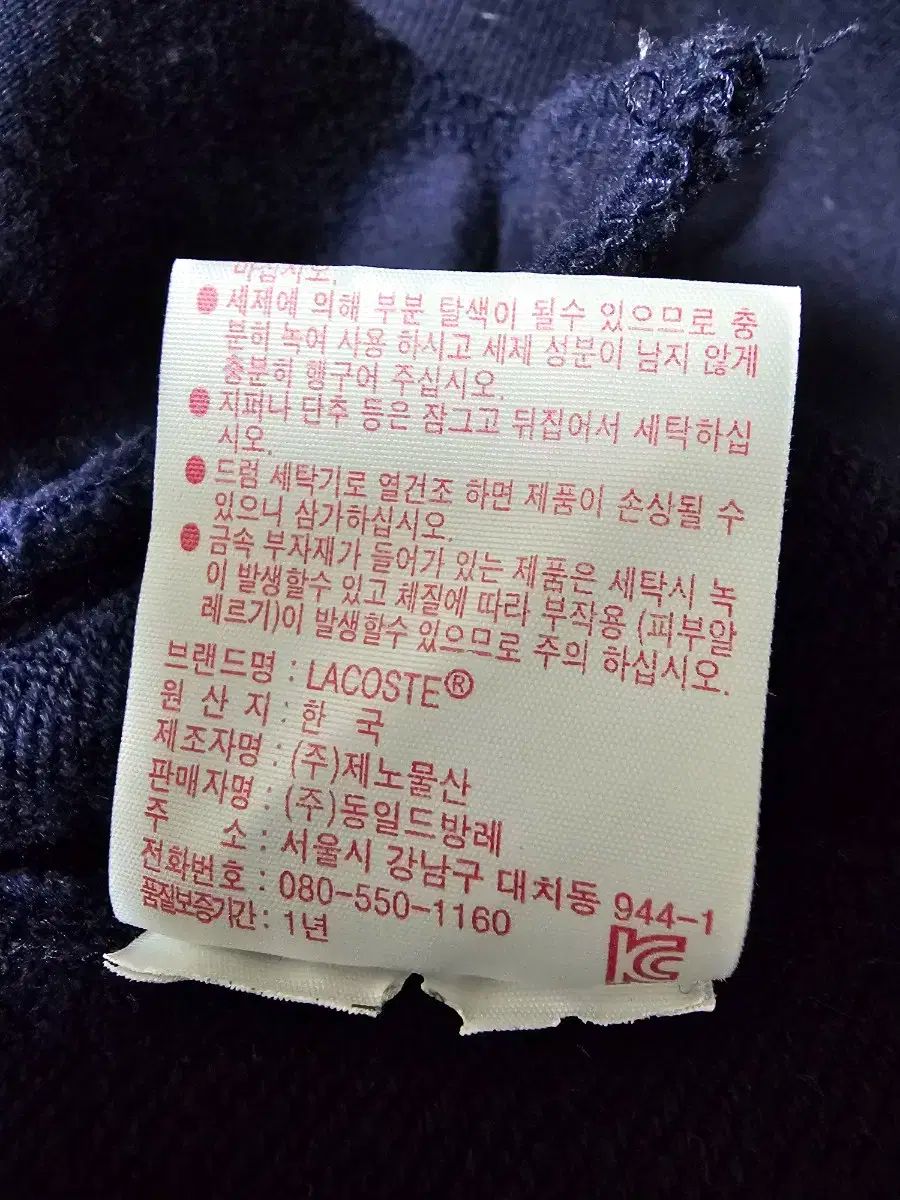 마십시오.
● 세제에 의해 부분 탈색이 될수 있으므로 충
분히 녹여 사용 하시고 세제 성분이 남지 않게
충분히 행구어 주십시오.
● 지퍼나 단추 등은 잠그고 뒤집어서 세탁하십
시오.
● 드럼 세탁기로 열건조 하면 제품이 손상될 수
있으니 삼가하십시오.
● 금속 부자재가 들어가 있는 제품은 세탁시 녹
이 발생할수 있고 체질에 따라 부작용 (피부알
레르기)이 발생할수 있으므로 주의 하십시오.
브랜드명 : LACOSTE®
원 산 지 : 한 국
제조자명 : (주)제노물산
판매자명 : (주)동일드방레
주 소 : 서울시 강남구 대치동 944-1
전화번호 : 080-550-1160
품질보증기간 : 1년
KC